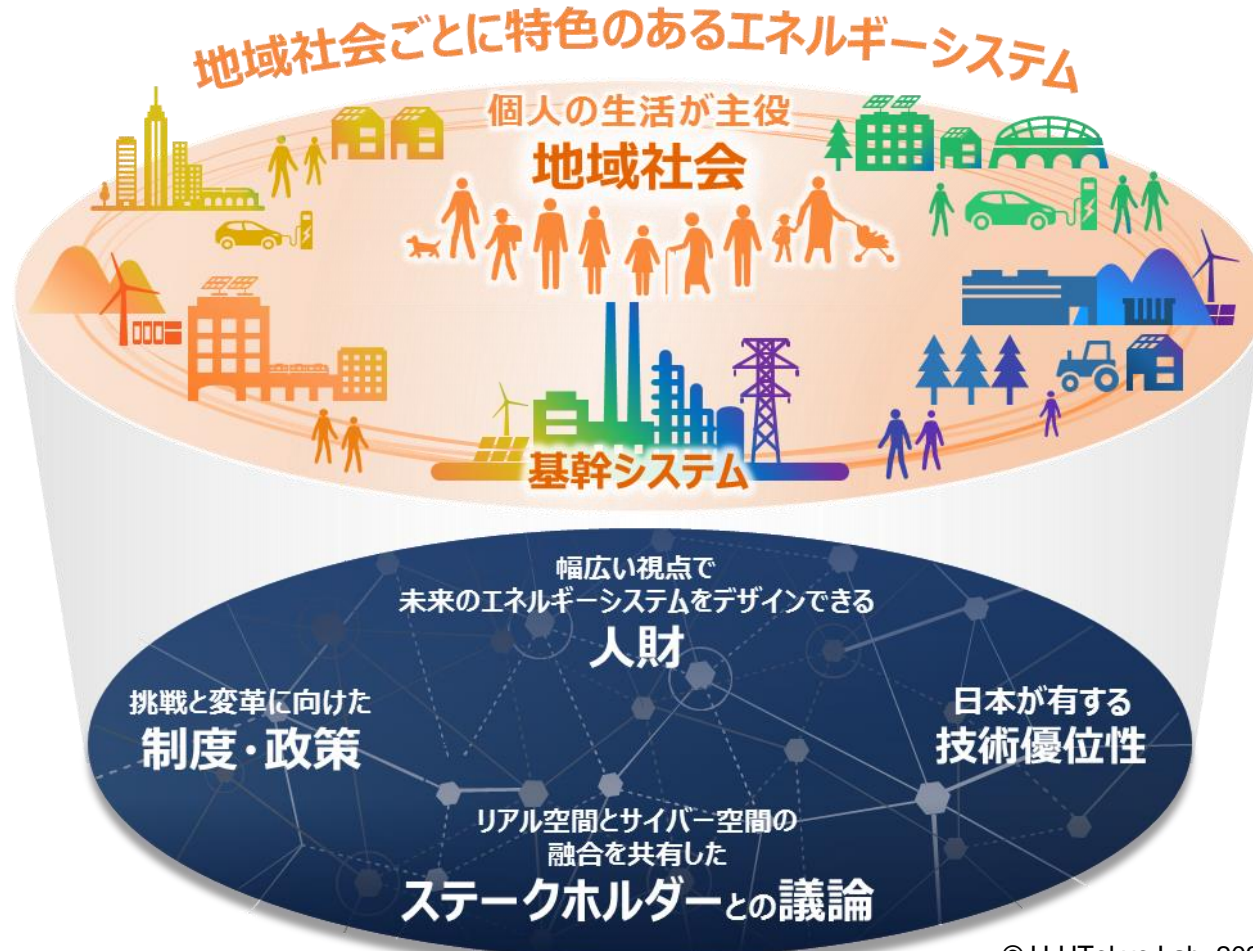 地域社会ごとに特色のあるエネルギーシステム
個人の生活が主役
地域社会
基幹システム
幅広い視点で
未来のエネルギーシステムをデザインできる
人財
挑戦と変革に向けた
制度・政策
日本が有する
技術優位性
リアル空間とサイバー空間の
融合を共有した
ステークホルダーとの議論